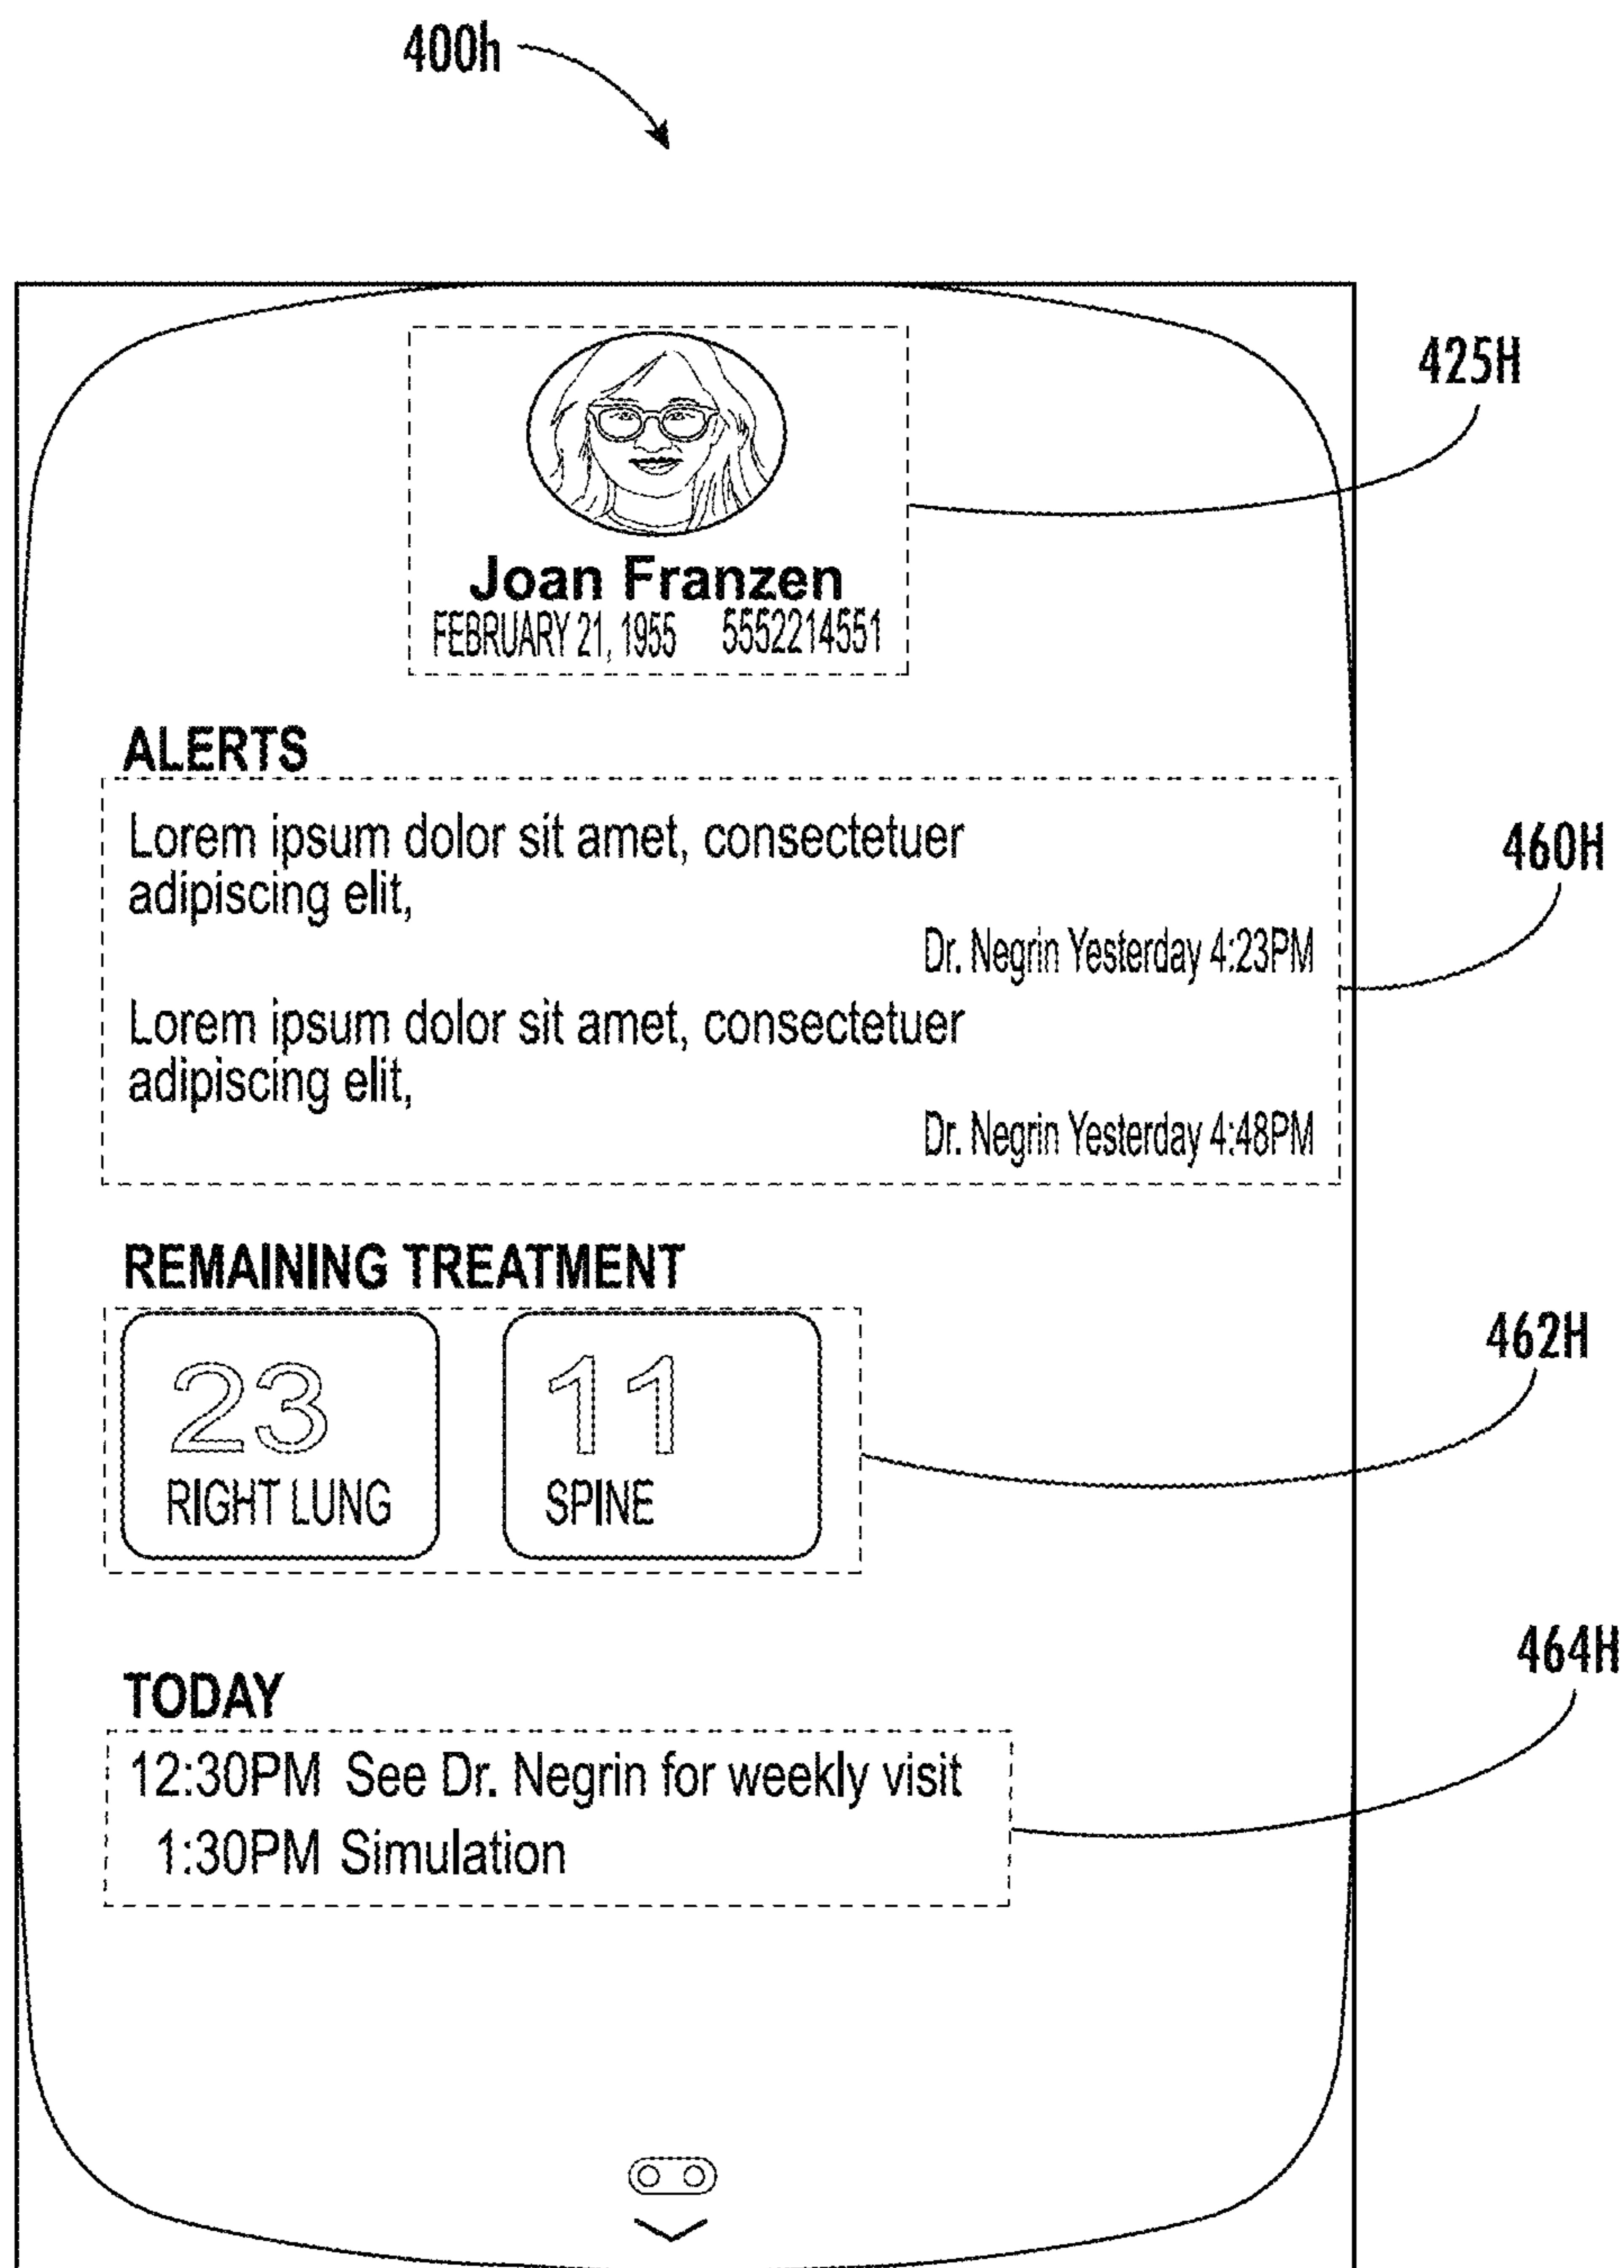 400h
425H
Joan Franzen
FEBRUARY 21, 1955 5552214551
ALERTS
Lorem ipsum dolor sit amet, consectetuer
adipiscing elit,
460H
Dr. Negrin Yesterday 4:23PM
Lorem ipsum dolor sit amet, consectetuer
adipiscing elit,
Dr. Negrin Yesterday 4:48PM
REMAINING TREATMENT
462H
23
RIGHT LUNG
11
SPINE
464H
TODAY
12:30PM See Dr. Negrin for weekly visit
1:30PM Simulation